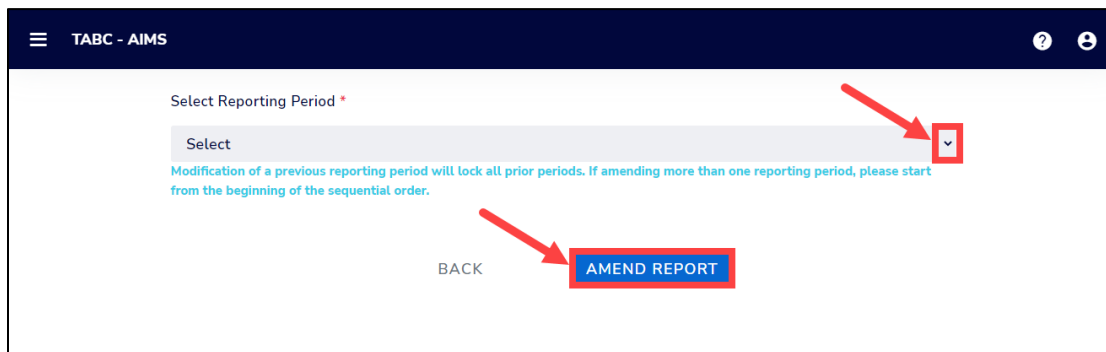 TABC - AIMS
Select Reporting Period *
Select
Modification of a previous reporting period will lock all prior periods. If amending more than one reporting period, please start
from the beginning of the sequential order.
BACK
AMEND REPORT